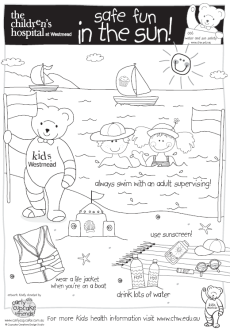 the
children's
hospital at Westmead
safe fun
in the sun!
kids
Westmead
always swim with an adult supervising!
use sunscreen!
wear a life jacket
when you're on a boat
drink lots of water
curly
cupcake
For more Kids health information visit www.chw.edu.au